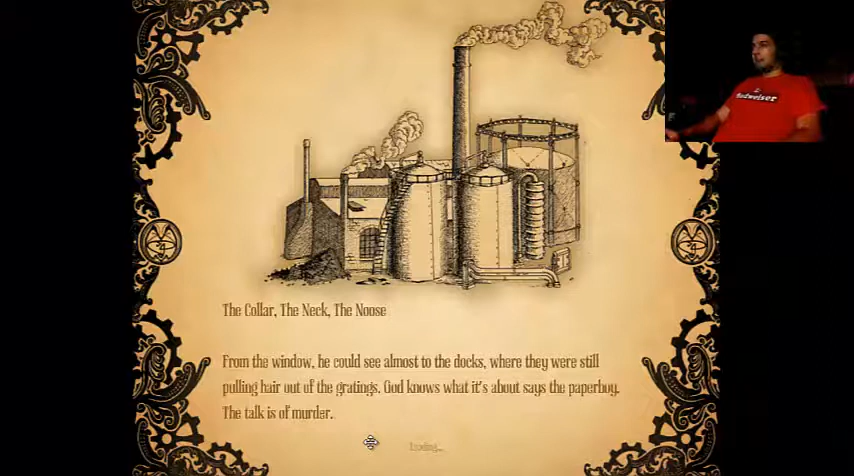 Budweiser
The Collar, The Neck, The Noose
From the window, he could see almost to the docks, where they were still
pulling hair out of the gratings. God knows what it's about says the paperboy.
The talk is of murder.
Loading...